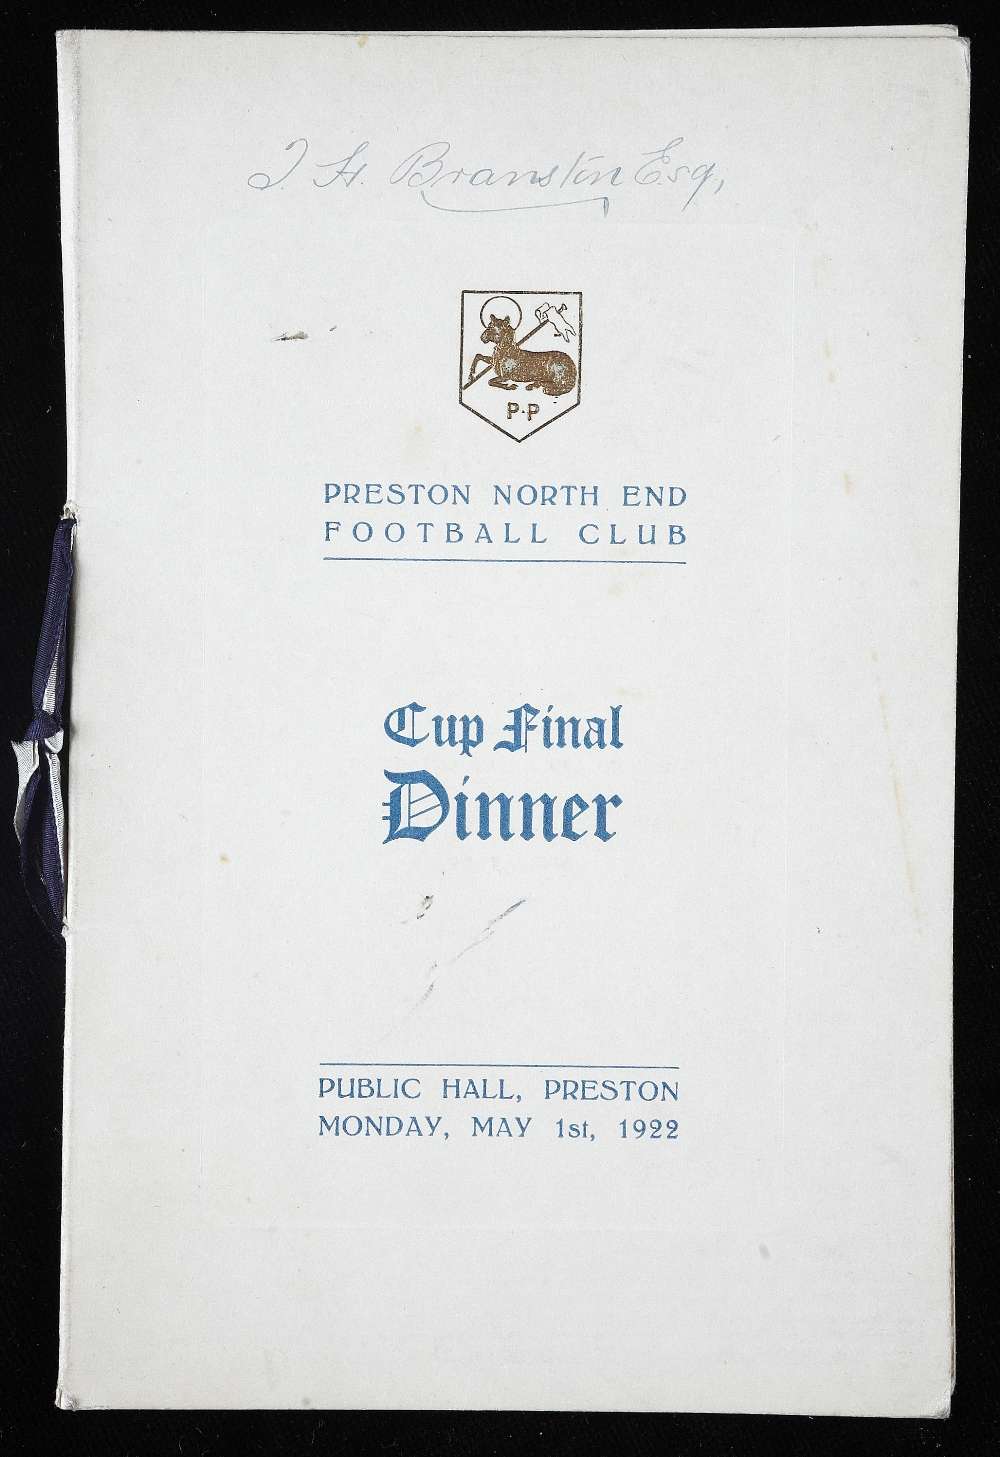 J. H. Branston Esq,
P·P
PRESTON NORTH END
FOOTBALL CLUB
Cup Final
Dinner
PUBLIC HALL, PRESTON
MONDAY, MAY 1st, 1922